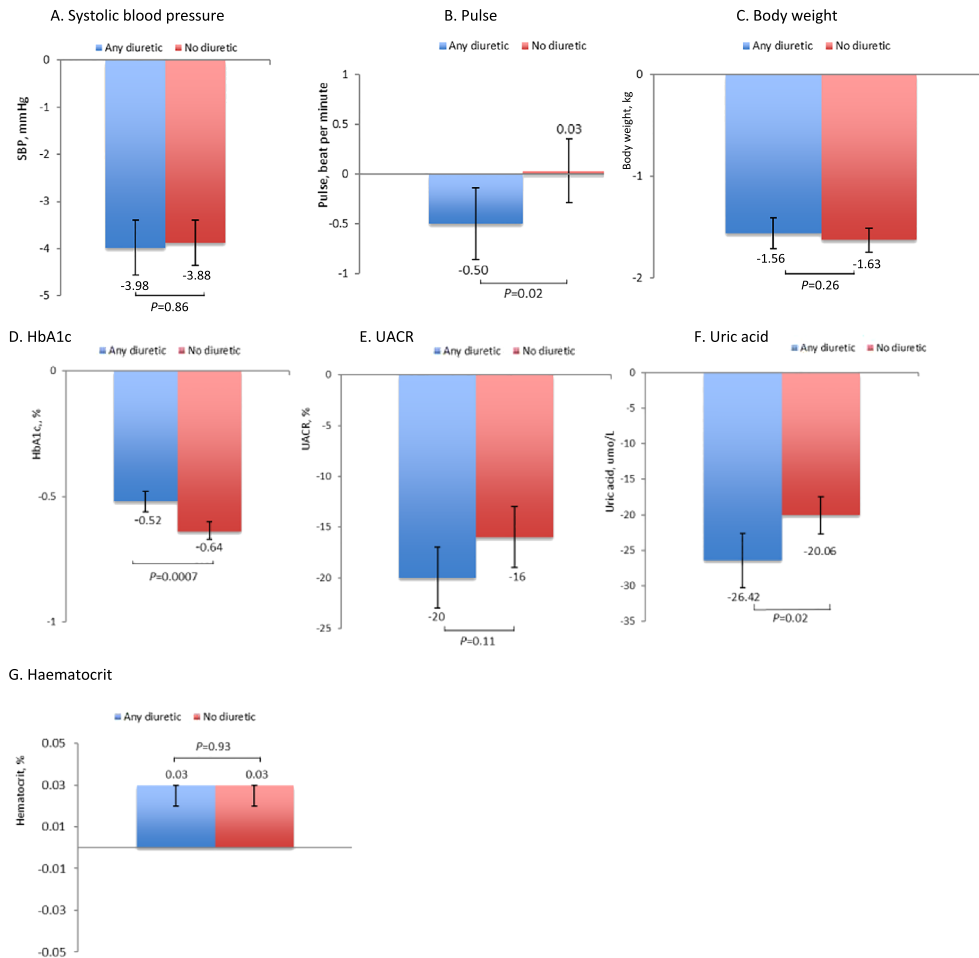 A. Systolic blood pressure
Any diuretic No diuretic
0
-1
-2
-3
-4
-5
SBP, mmHg
-3.98
-3.88
P=0.86
B. Pulse
Any diuretic No diuretic
1
0.5
0
-0.5
-1
Pulse, beat per minute
0.03
-0.50
P=0.02
C. Body weight
Any diuretic No diuretic
0
-1
-2
Body weight, kg
-1.56
-1.63
P=0.26
D. HbA1c
Any diuretic No diuretic
0
-0.5
-1
HbA1c,, %
-0.52
-0.64
P=0.0007
E. UACR
Any diuretic No diuretic
0
-5
-10
-15
-20
-25
UACR, %
-20
-16
P=0.11
F. Uric acid
Any diuretic No diuretic
0
-5
-10
-15
-20
-25
-30
-35
Uric acid, umo/L
-26.42
-20.06
P=0.02
G. Haematocrit
Any diuretic No diuretic
0.05
0.03
0.01
-0.01
-0.03
-0.05
Hematocrit, %
P=0.93
0.03
0.03